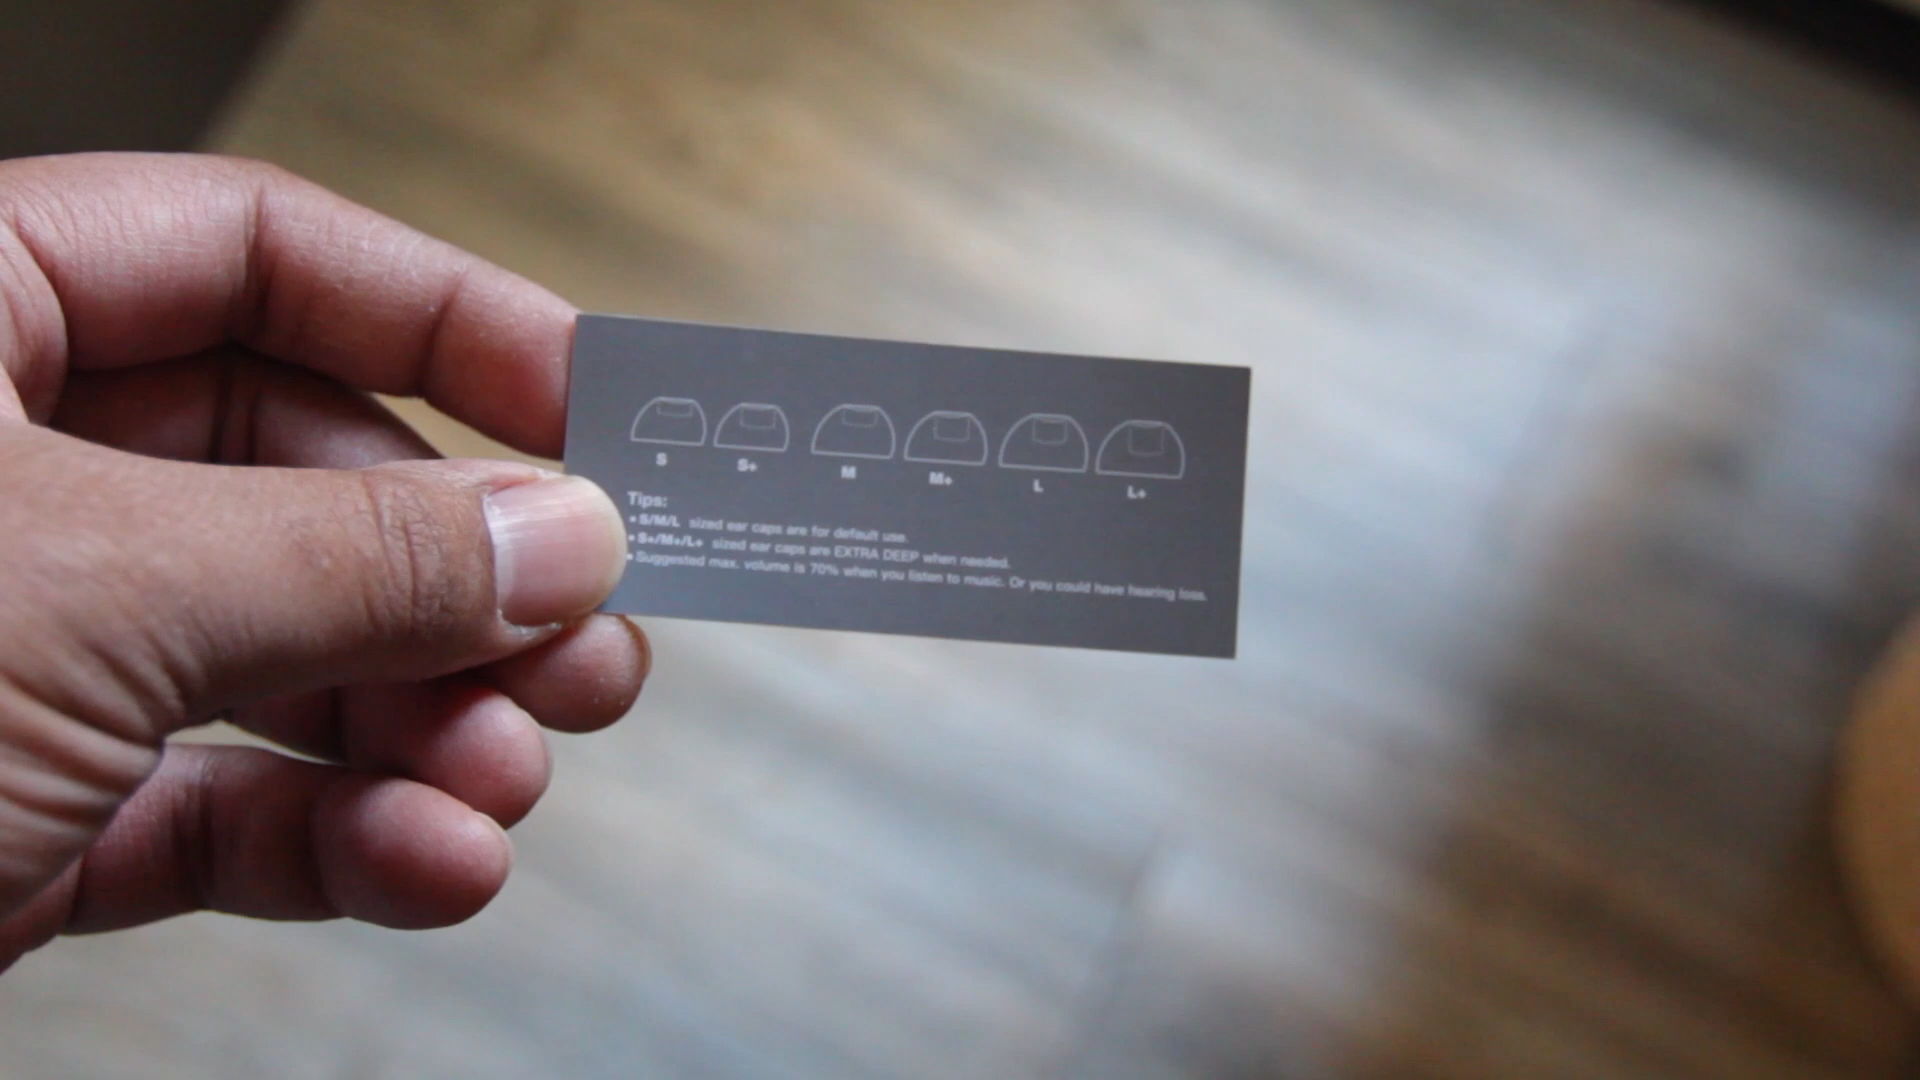 S S+ M M+ L L+
Tips:
• S/M/L sized ear caps are for default use.
• S+/M+/L+ sized ear caps are EXTRA DEEP when needed.
• Suggested max. volume is 70% when you listen to music. Or you could have hearing loss.